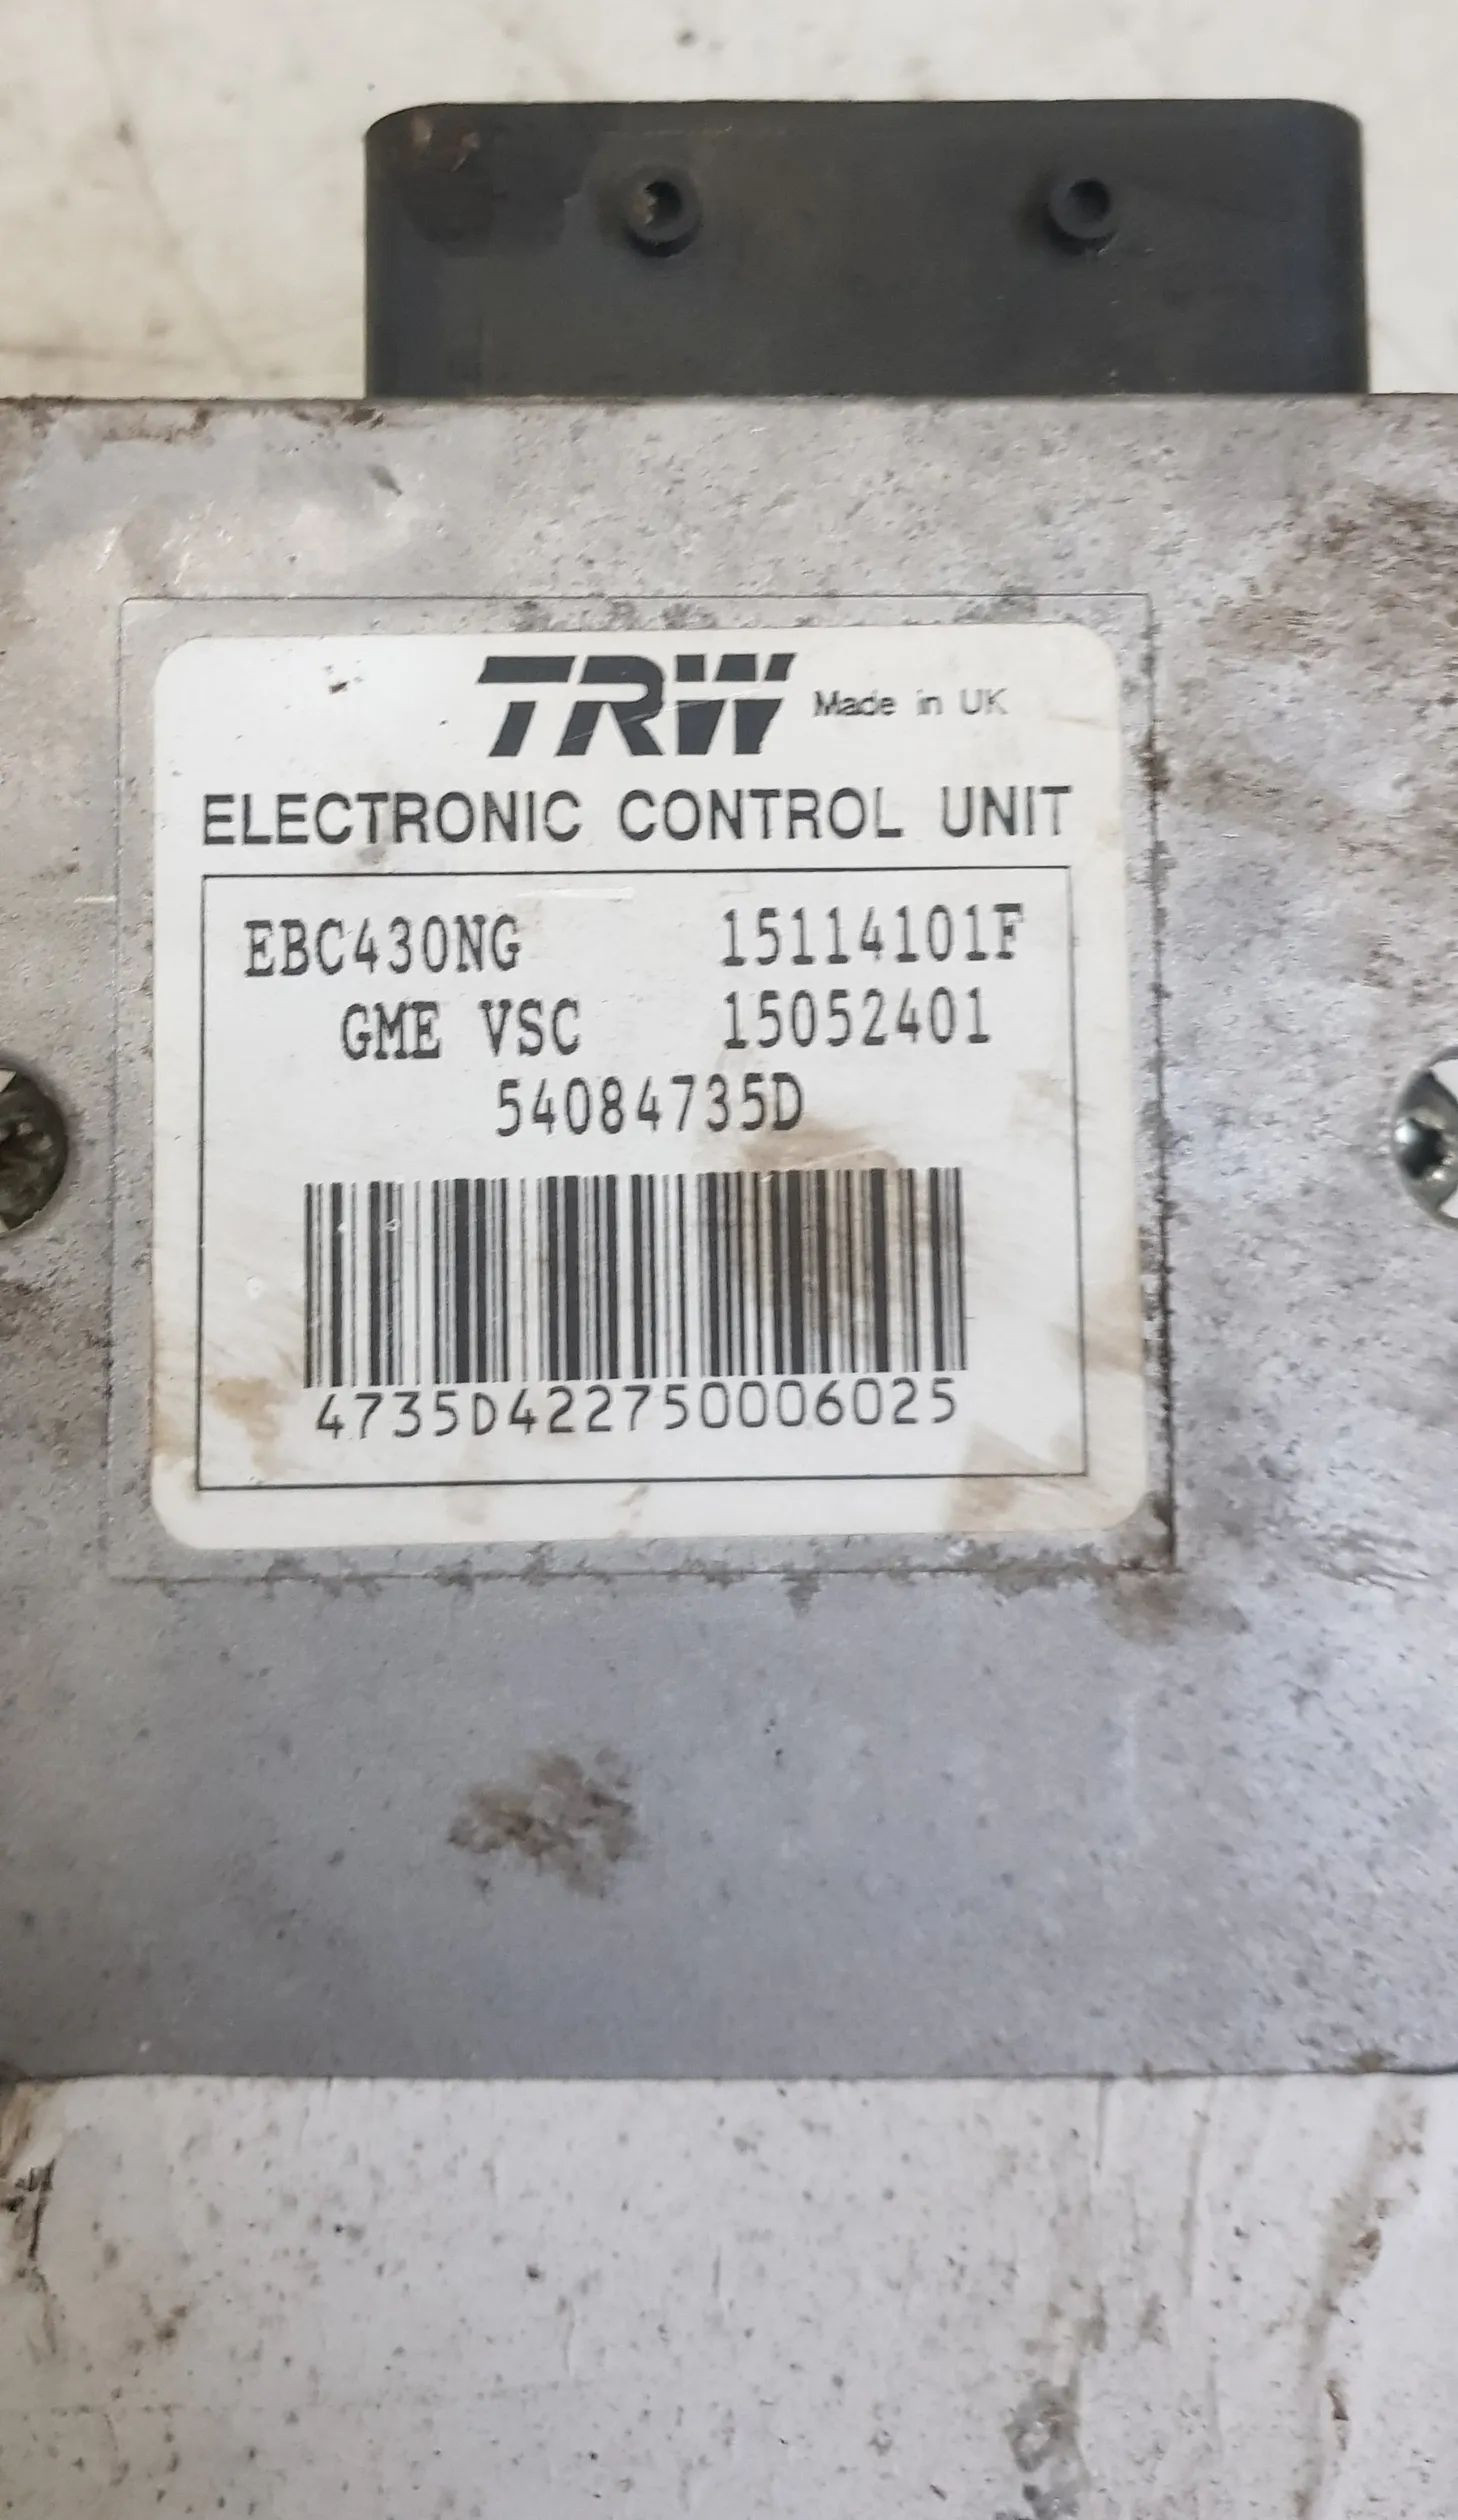 TRW Made in UK
ELECTRONIC CONTROL UNIT
EBC430NG 15114101F
GME VSC 15052401
54084735D
4735D422750006025